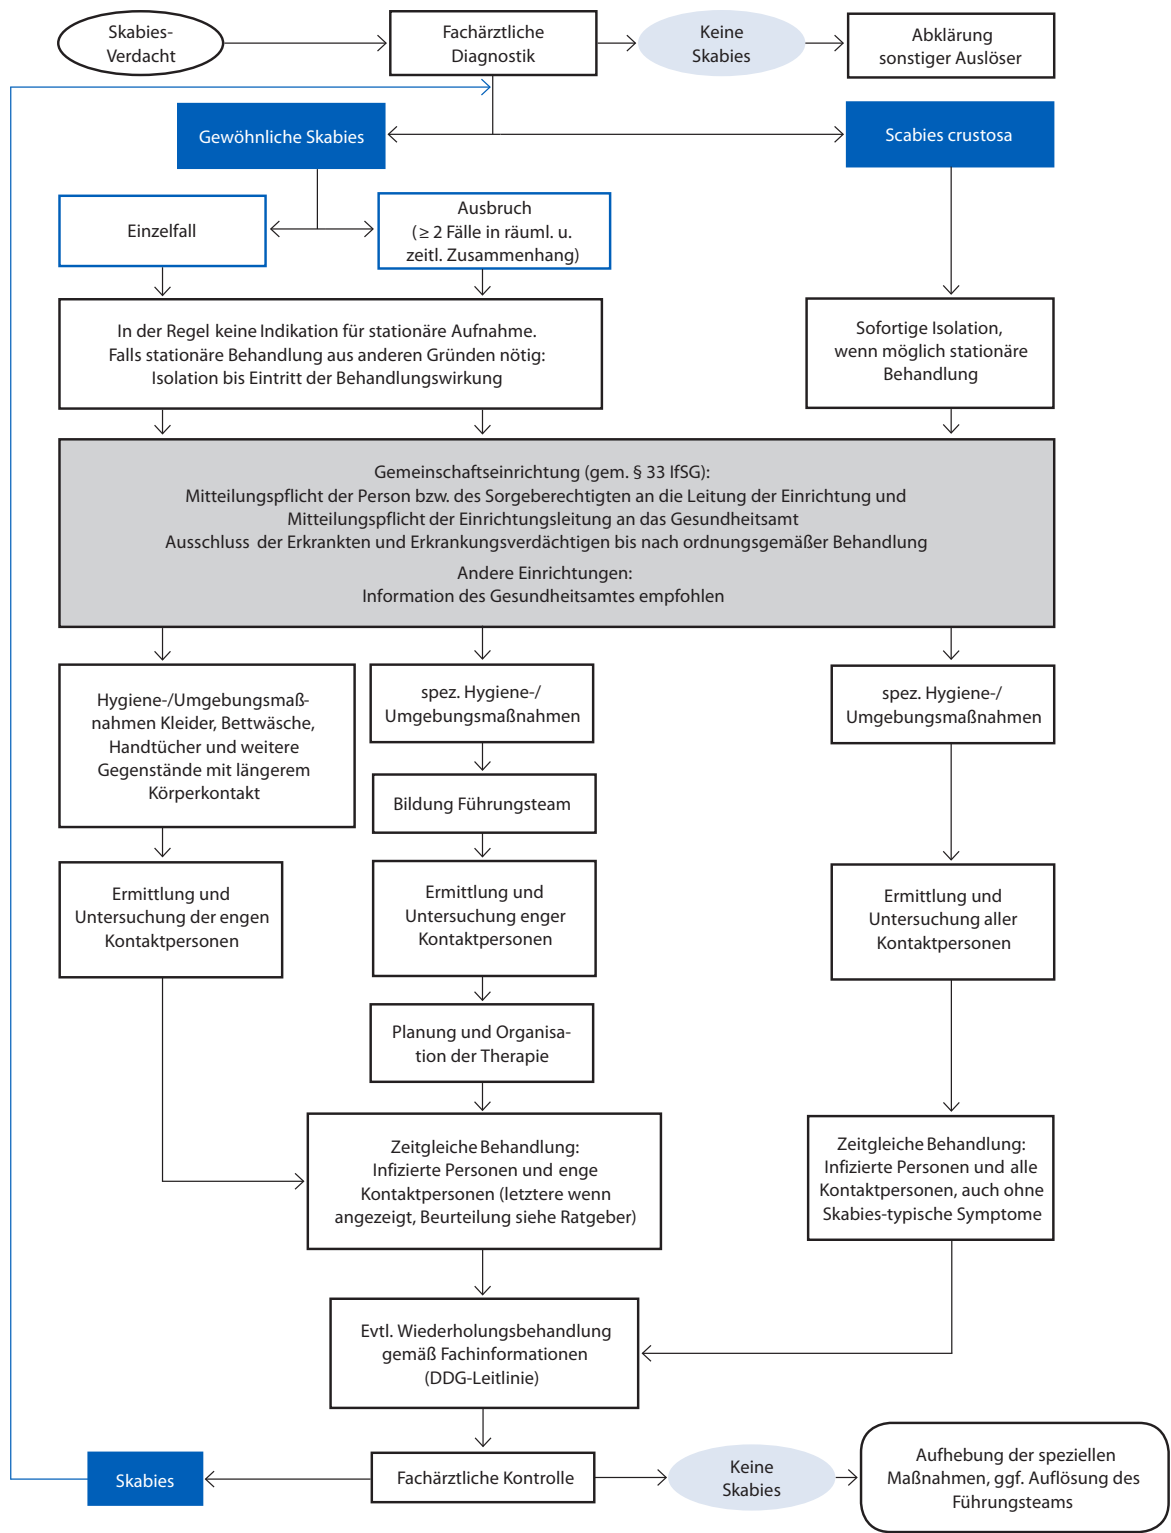 Skabies-
Verdacht
Fachärztliche
Diagnostik
Keine
Skabies
Abklärung
sonstiger Auslöser
Gewöhnliche Skabies
Scabies crustosa
Einzelfall
Ausbruch
(≥ 2 Fälle in räuml. u.
zeitl. Zusammenhang)
In der Regel keine Indikation für stationäre Aufnahme.
Falls stationäre Behandlung aus anderen Gründen nötig:
Isolation bis Eintritt der Behandlungswirkung
Sofortige Isolation,
wenn möglich stationäre
Behandlung
Gemeinschaftseinrichtung (gem. § 33 IfSG):
Mitteilungspflicht der Person bzw. des Sorgeberechtigten an die Leitung der Einrichtung und
Mitteilungspflicht der Einrichtungsleitung an das Gesundheitsamt
Ausschluss der Erkrankten und Erkrankungsverdächtigen bis nach ordnungsgemäßer Behandlung
Andere Einrichtungen:
Information des Gesundheitsamtes empfohlen
Hygiene-/Umgebungsmaß-
nahmen Kleider, Bettwäsche,
Handtücher und weitere
Gegenstände mit längerem
Körperkontakt
spez. Hygiene-/
Umgebungsmaßnahmen
spez. Hygiene-/
Umgebungsmaßnahmen
Bildung Führungsteam
Ermittlung und
Untersuchung der engen
Kontaktpersonen
Ermittlung und
Untersuchung enger
Kontaktpersonen
Ermittlung und
Untersuchung aller
Kontaktpersonen
Planung und Organisa-
tion der Therapie
Zeitgleiche Behandlung:
Infizierte Personen und enge
Kontaktpersonen (letztere wenn
angezeigt, Beurteilung siehe Ratgeber)
Zeitgleiche Behandlung:
Infizierte Personen und alle
Kontaktpersonen, auch ohne
Skabies-typische Symptome
Evtl. Wiederholungsbehandlung
gemäß Fachinformationen
(DDG-Leitlinie)
Skabies
Fachärztliche Kontrolle
Keine
Skabies
Aufhebung der speziellen
Maßnahmen, ggf. Auflösung des
Führungsteams